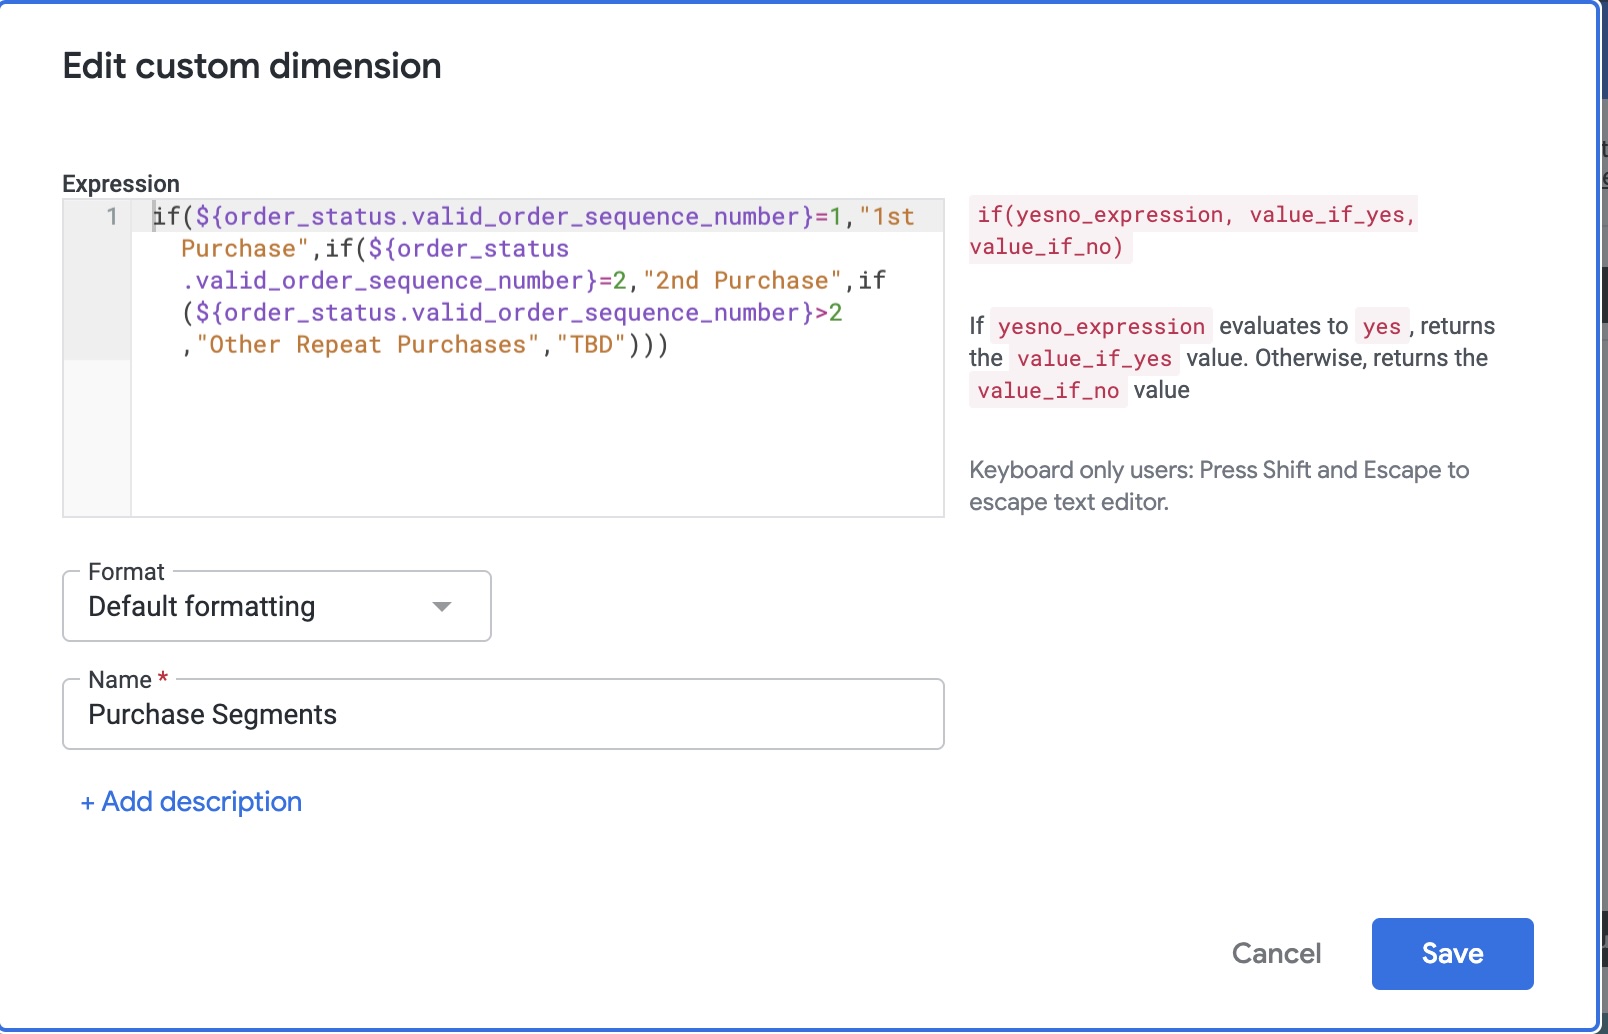 Edit custom dimension
Expression
1
if(${order_status.valid_order_sequence_number}=1,"1st
Purchase",if(${order_status
.valid_order_sequence_number}=2,"2nd Purchase",if
(${order_status.valid_order_sequence_number}>2
,"Other Repeat Purchases","TBD")))
if(yesno_expression, value_if_yes,
value_if_no)
If yesno_expression evaluates to yes, returns
the value_if_yes value. Otherwise, returns the
value_if_no value
Keyboard only users: Press Shift and Escape to
escape text editor.
Format
Default formatting
Name *
Purchase Segments
+ Add description
Cancel
Save